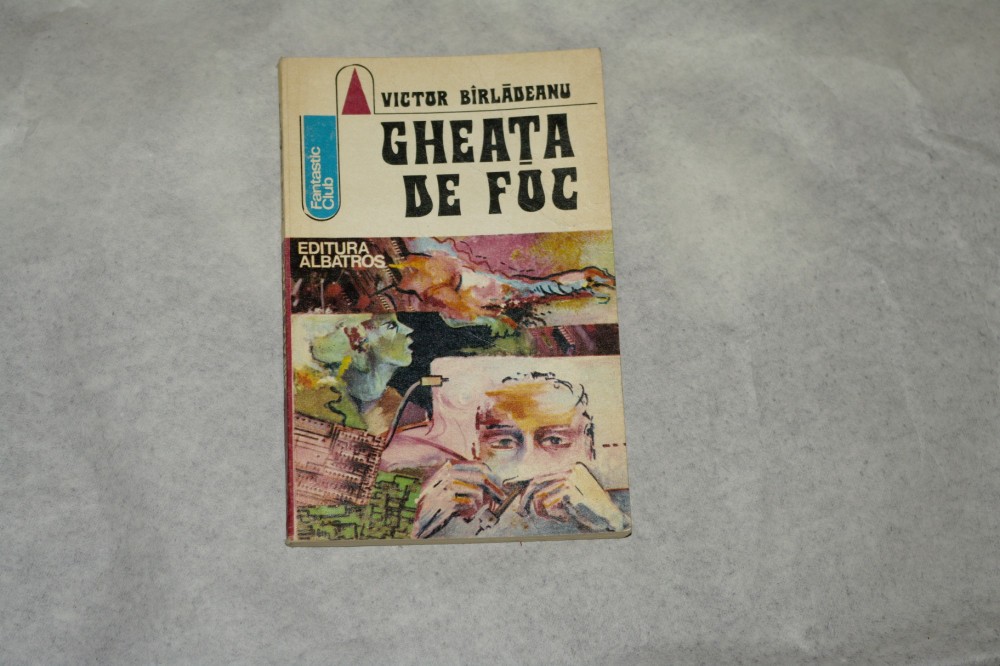 VICTOR BÎRLĂDEANU
GHEAȚA
DE FOC
Fantastic
Club
EDITURA
ALBATROS